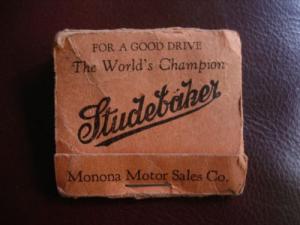 FOR A GOOD DRIVE
The World's Champion
Studebaker
Monona Motor Sales Co.